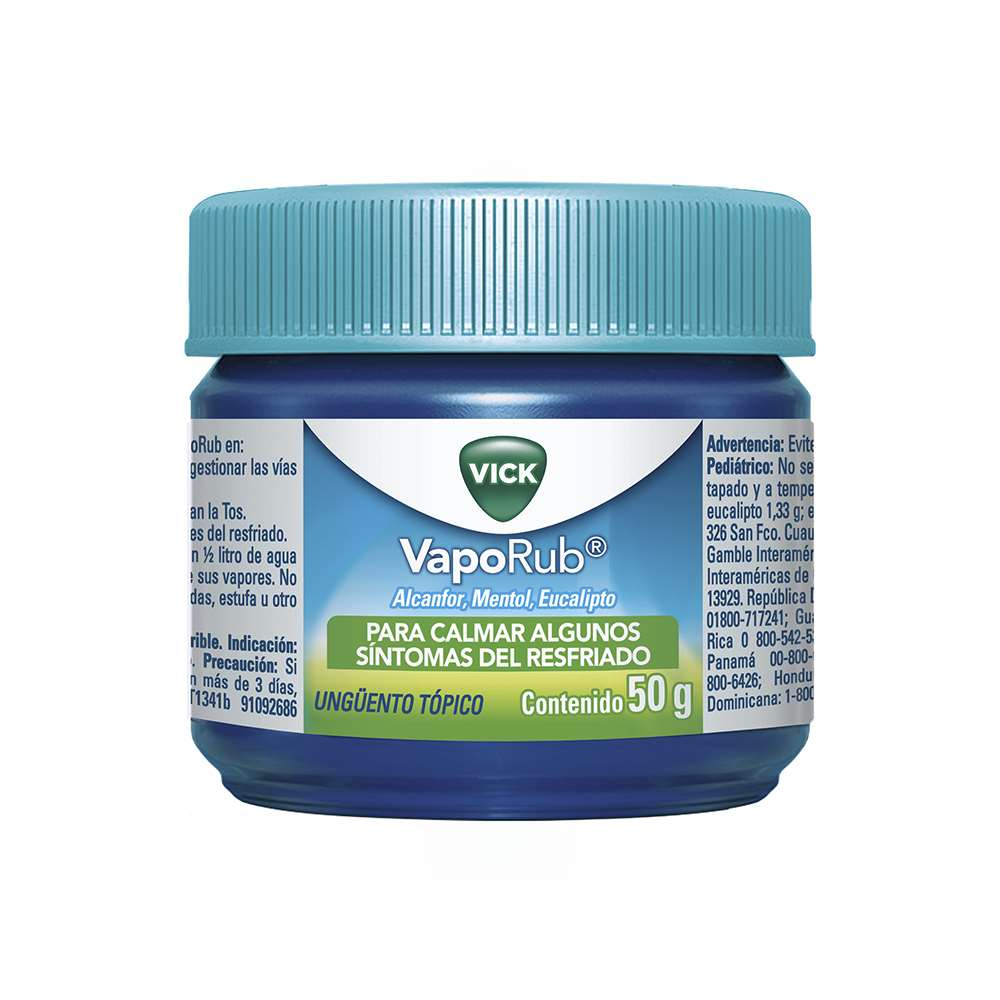 oRub en:
gestionar las vías
an la Tos.
es del resfriado.
n ½ litro de agua
sus vapores. No
das, estufa u otro
rible. Indicación:
. Precaución: Si
n más de 3 días,
T1341b 91092686
VICK
VapoRub®
Alcanfor, Mentol, Eucalipto
PARA CALMAR ALGUNOS
SÍNTOMAS DEL RESFRIADO
UNGÜENTO TÓPICO
Contenido 50 g
Advertencia: Evite
Pediátrico: No se
tapado y a tempe
eucalipto 1,33 g; e
326 San Fco. Cuau
Gamble Interamér
Interaméricas de
13929. República D
01800-717241; Gua
Rica 0 800-542-53
Panamá 00-800-
800-6426; Hondu
Dominicana: 1-800